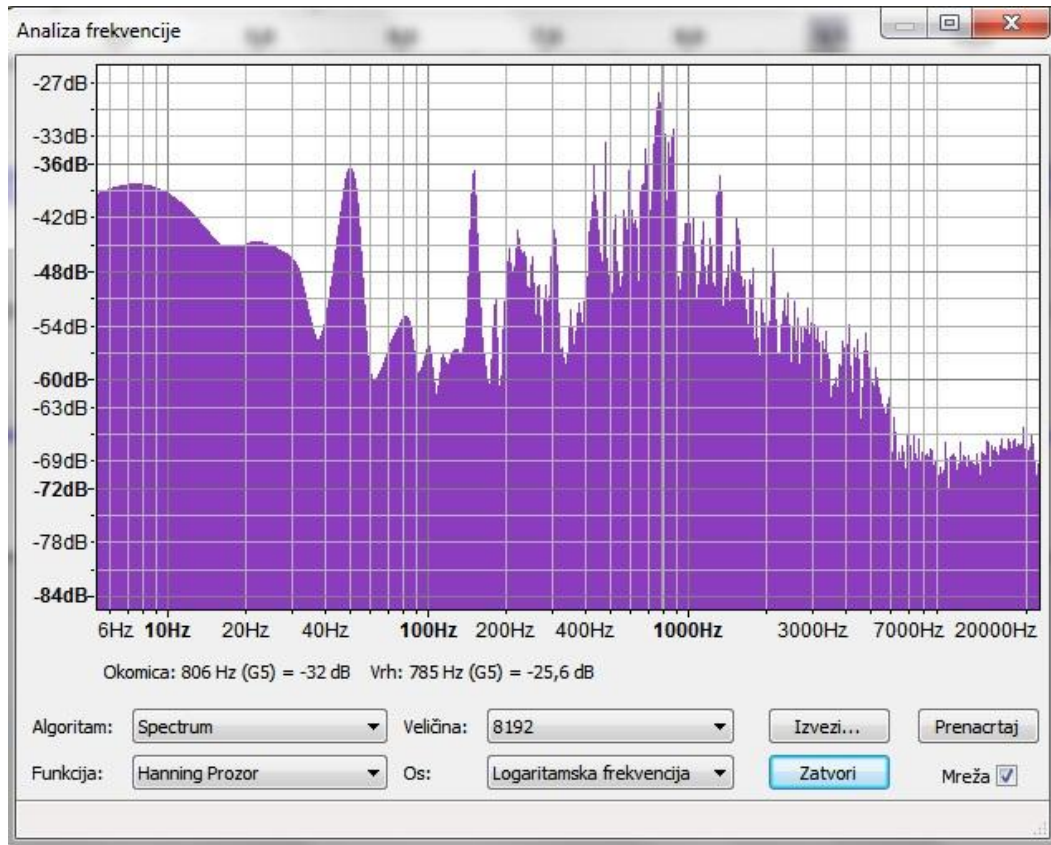 Analiza frekvencije
-27dB
-33dB
-36dB
-42dB
-48dB
-54dB
-60dB
-63dB
-69dB
-72dB
-78dB
-84dB
6Hz 10Hz 20Hz 40Hz 100Hz 200Hz 400Hz 1000Hz 3000Hz 7000Hz 20000Hz
Okomica: 806 Hz (G5) = -32 dB Vrh: 785 Hz (G5) = -25,6 dB
Algoritam: Spectrum Veličina: 8192 Izvezi... Prenacrtaj
Funkcija: Hanning Prozor Os: Logaritamska frekvencija Zatvori Mreža